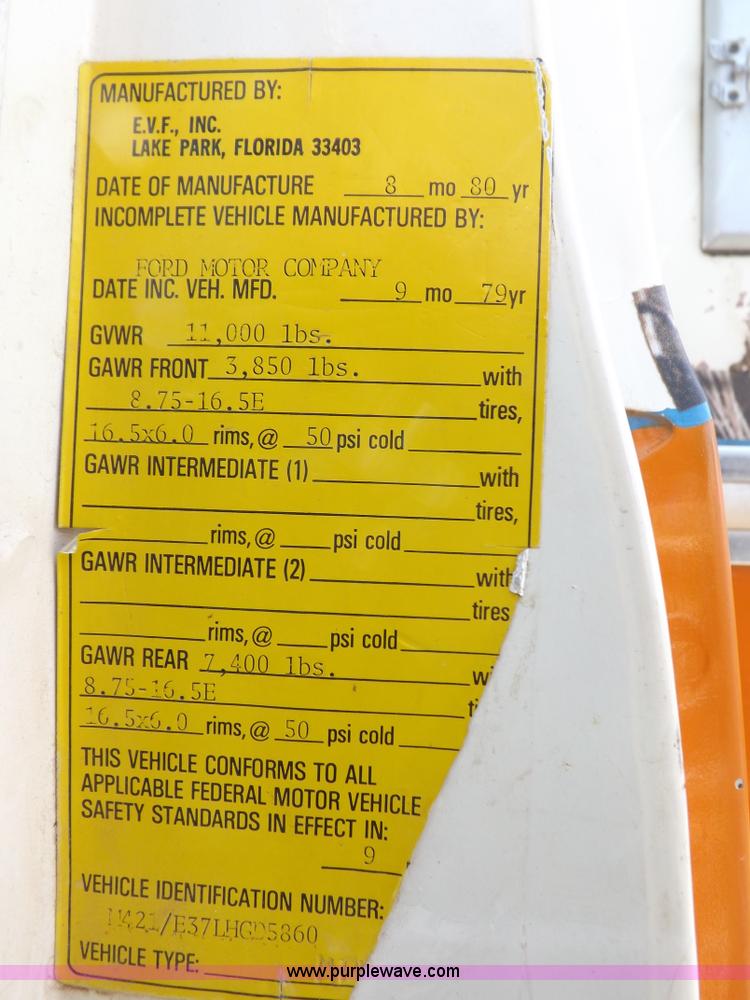 MANUFACTURED BY:
E.V.F., INC.
LAKE PARK, FLORIDA 33403
DATE OF MANUFACTURE 8 mo 80 yr
INCOMPLETE VEHICLE MANUFACTURED BY:
FORD MOTOR COMPANY
DATE INC. VEH. MFD. 9 mo 79 yr
GVWR 11,000 lbs.
GAWR FRONT 3,850 lbs. with
8.75-16.5E tires,
16.5x6.0 rims, @ 50 psi cold
GAWR INTERMEDIATE (1) with
tires,
rims, @ psi cold
GAWR INTERMEDIATE (2) with
tires
rims, @ psi cold
GAWR REAR 7,400 lbs.
8.75-16.5E
16.5x6.0 rims, @ 50 psi cold
THIS VEHICLE CONFORMS TO ALL
APPLICABLE FEDERAL MOTOR VEHICLE
SAFETY STANDARDS IN EFFECT IN:
9
VEHICLE IDENTIFICATION NUMBER:
VEHICLE TYPE:
www.purplewave.com